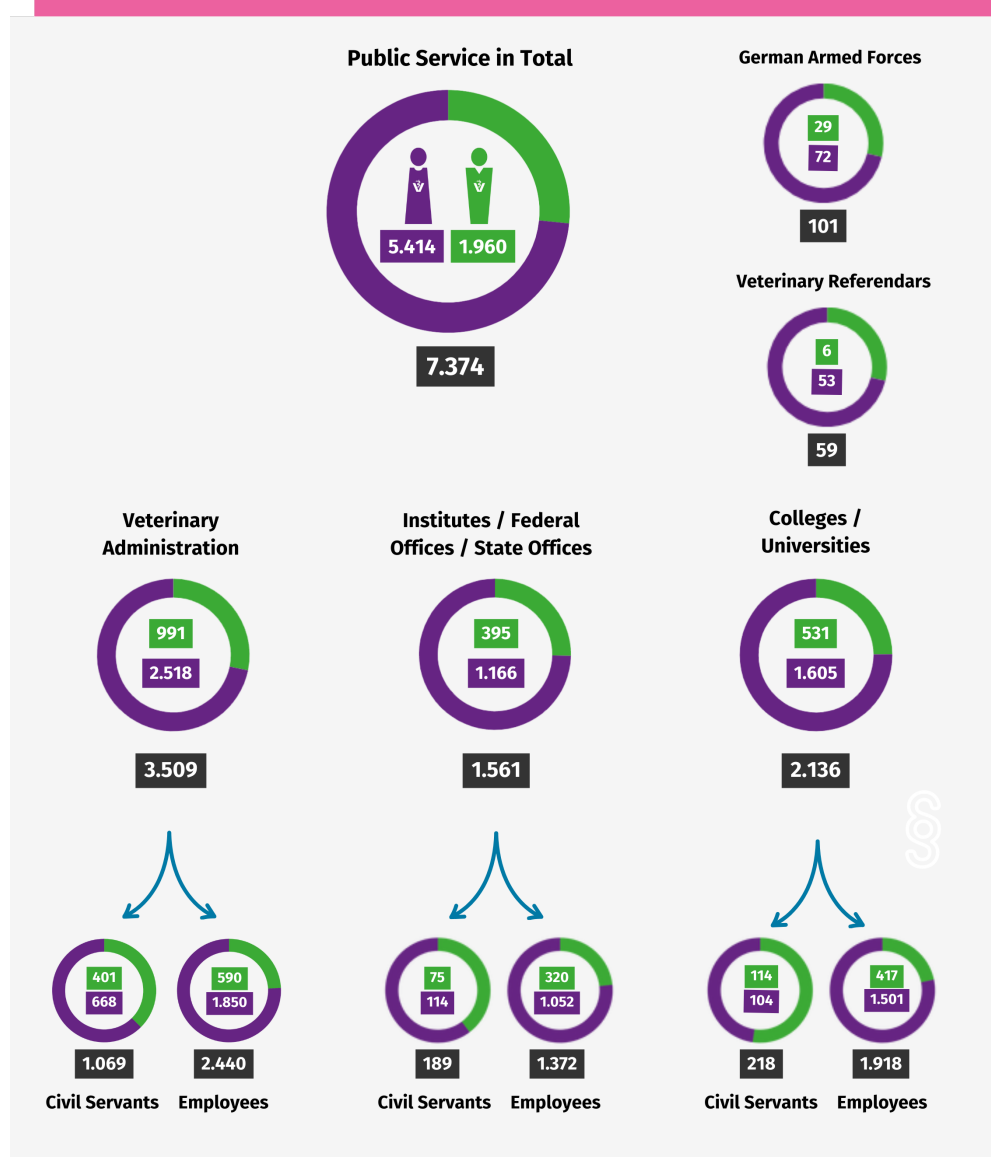 Public Service in Total
5.414
1.960
7.374
German Armed Forces
29
72
101
Veterinary Referendars
6
53
59
Veterinary
Administration
991
2.518
3.509
Institutes / Federal
Offices / State Offices
395
1.166
1.561
Colleges /
Universities
531
1.605
2.136
401
668
1.069
Civil Servants
590
1.850
2.440
Employees
75
114
189
Civil Servants
320
1.052
1.372
Employees
114
104
218
Civil Servants
417
1.501
1.918
Employees